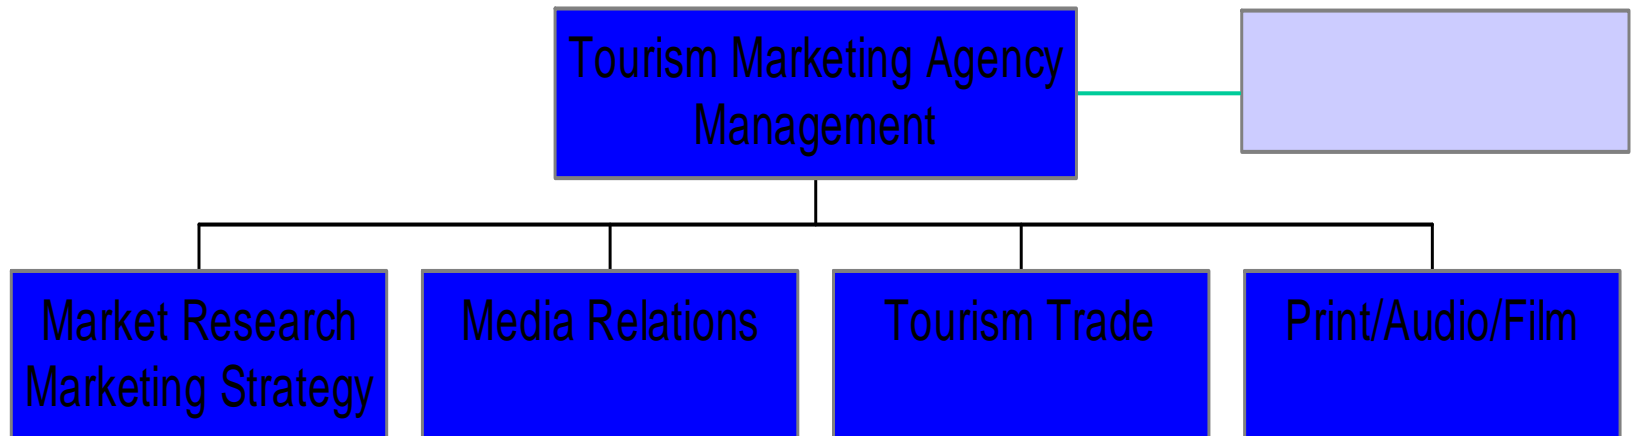 Tourism Marketing Agency
Management
Market Research
Marketing Strategy
Media Relations
Tourism Trade
Print/Audio/Film